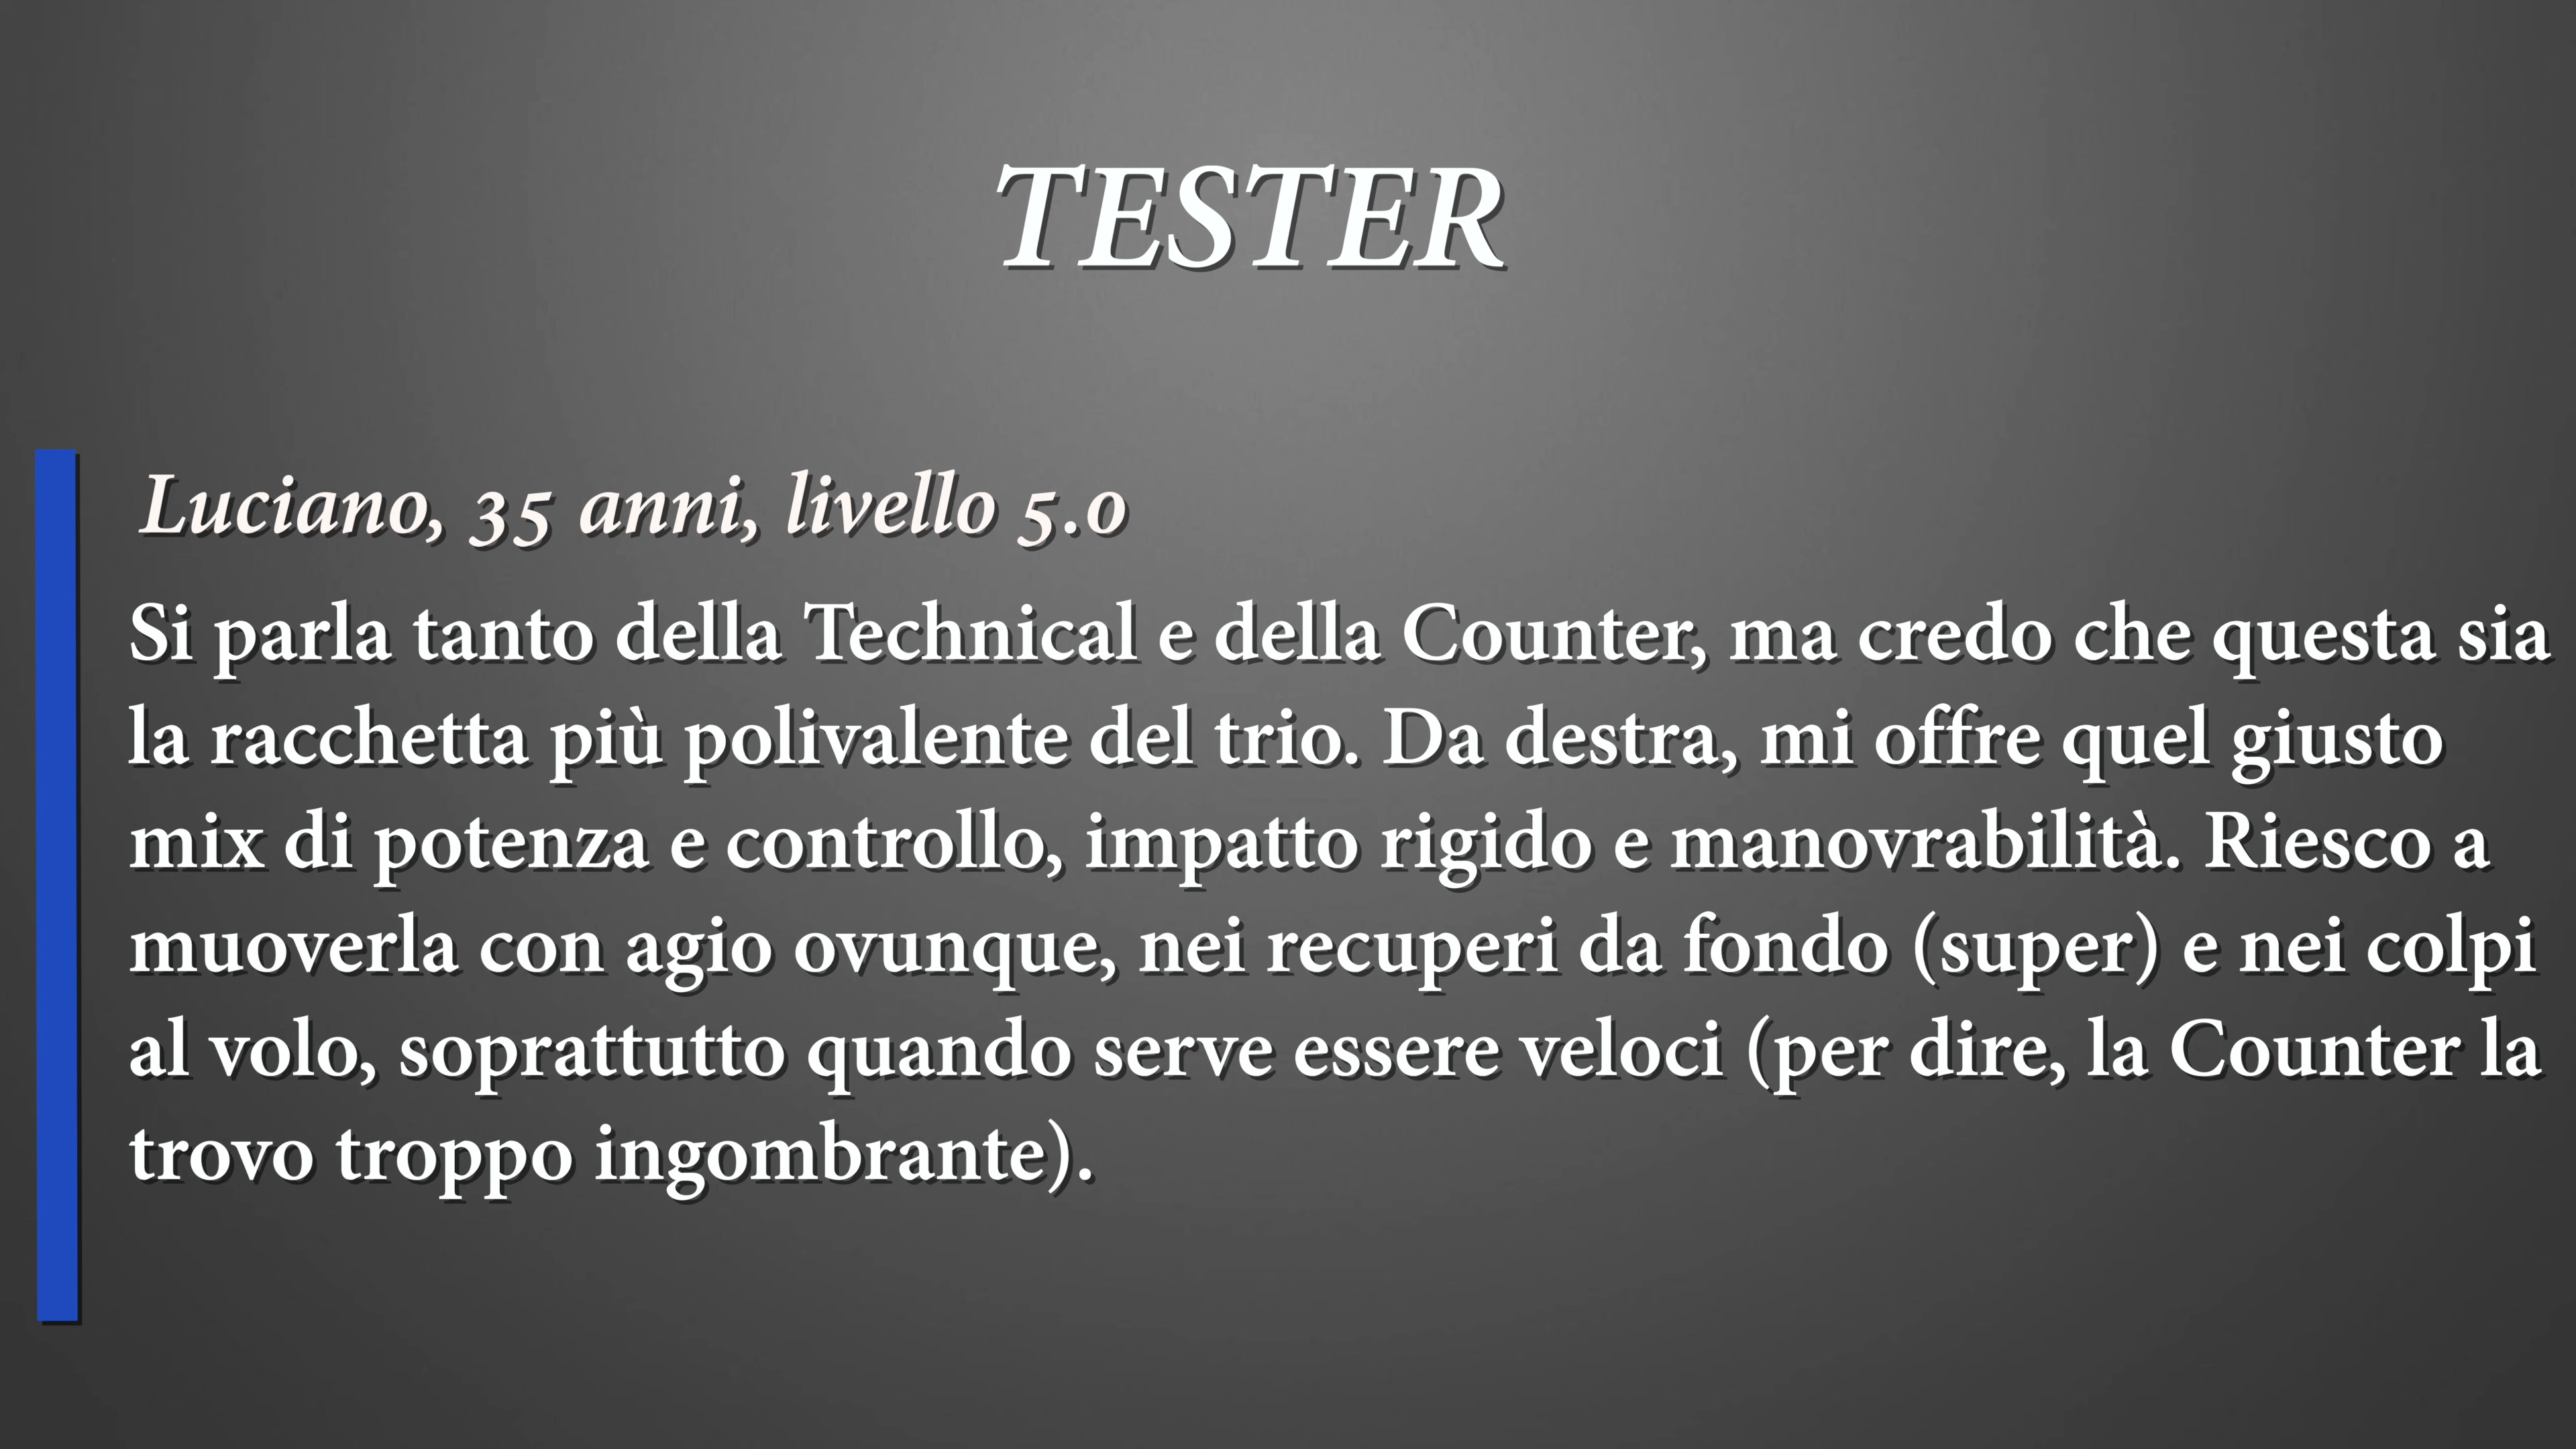 TESTER
Luciano, 35 anni, livello 5.0
Si parla tanto della Technical e della Counter, ma credo che questa sia
la racchetta più polivalente del trio. Da destra, mi offre quel giusto
mix di potenza e controllo, impatto rigido e manovrabilità. Riesco a
muoverla con agio ovunque, nei recuperi da fondo (super) e nei colpi
al volo, soprattutto quando serve essere veloci (per dire, la Counter la
trovo troppo ingombrante).